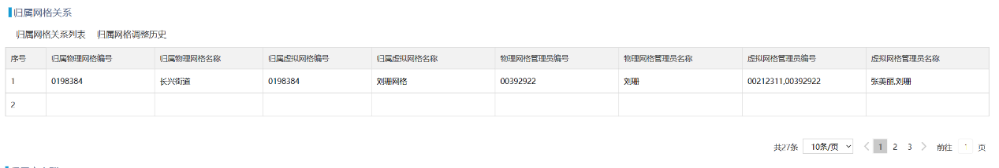 归属网格关系
归属网格关系列表 归属网格调整历史
序号 归属物理网格编号 归属物理网格名称 归属虚拟网格编号 归属虚拟网格名称 物理网格管理员编号 物理网格管理员名称 虚拟网格管理员编号 虚拟网格管理员名称
1 0198384 长兴街道 0198384 刘珊网格 00392922 刘珊 00212311,00392922 张美丽,刘珊
2
共27条 10条/页 1 2 3 前往 页